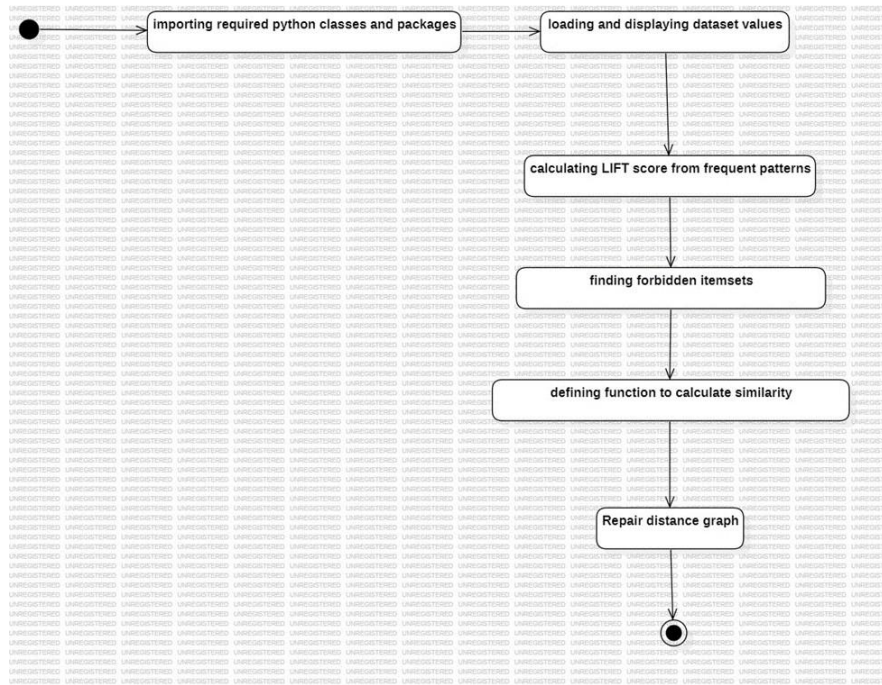 importing required python classes and packages
loading and displaying dataset values
calculating LIFT score from frequent patterns
finding forbidden itemsets
defining function to calculate similarity
Repair distance graph
UNREGISTERED